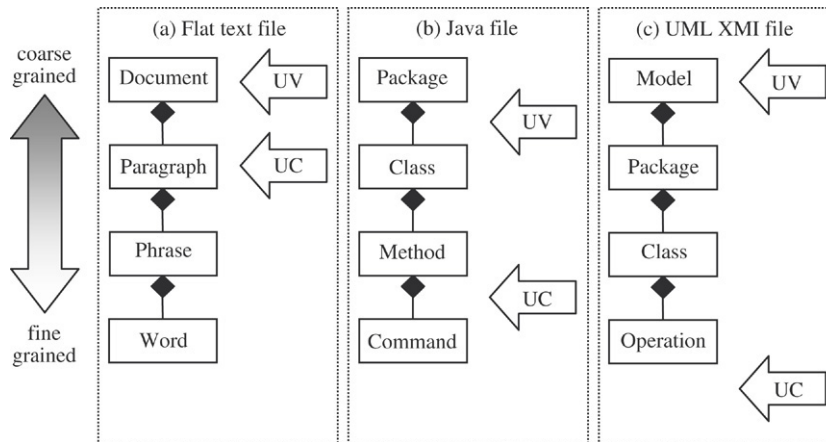 (a) Flat text file
(b) Java file
(c) UML XMI file
coarse
grained
fine
grained
Document
UV
Paragraph
UC
Phrase
Word
Package
UV
Class
Method
UC
Command
Model
UV
Package
Class
Operation
UC